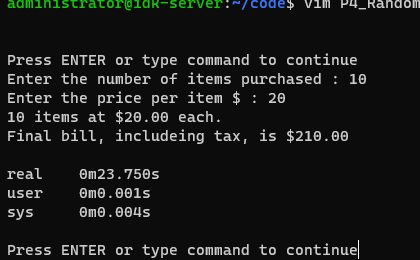 administrator@idk-server:~/code$ vim P4_Random
Press ENTER or type command to continue
Enter the number of items purchased : 10
Enter the price per item $ : 20
10 items at $20.00 each.
Final bill, includeing tax, is $210.00
real    0m23.750s
user    0m0.001s
sys     0m0.004s
Press ENTER or type command to continue